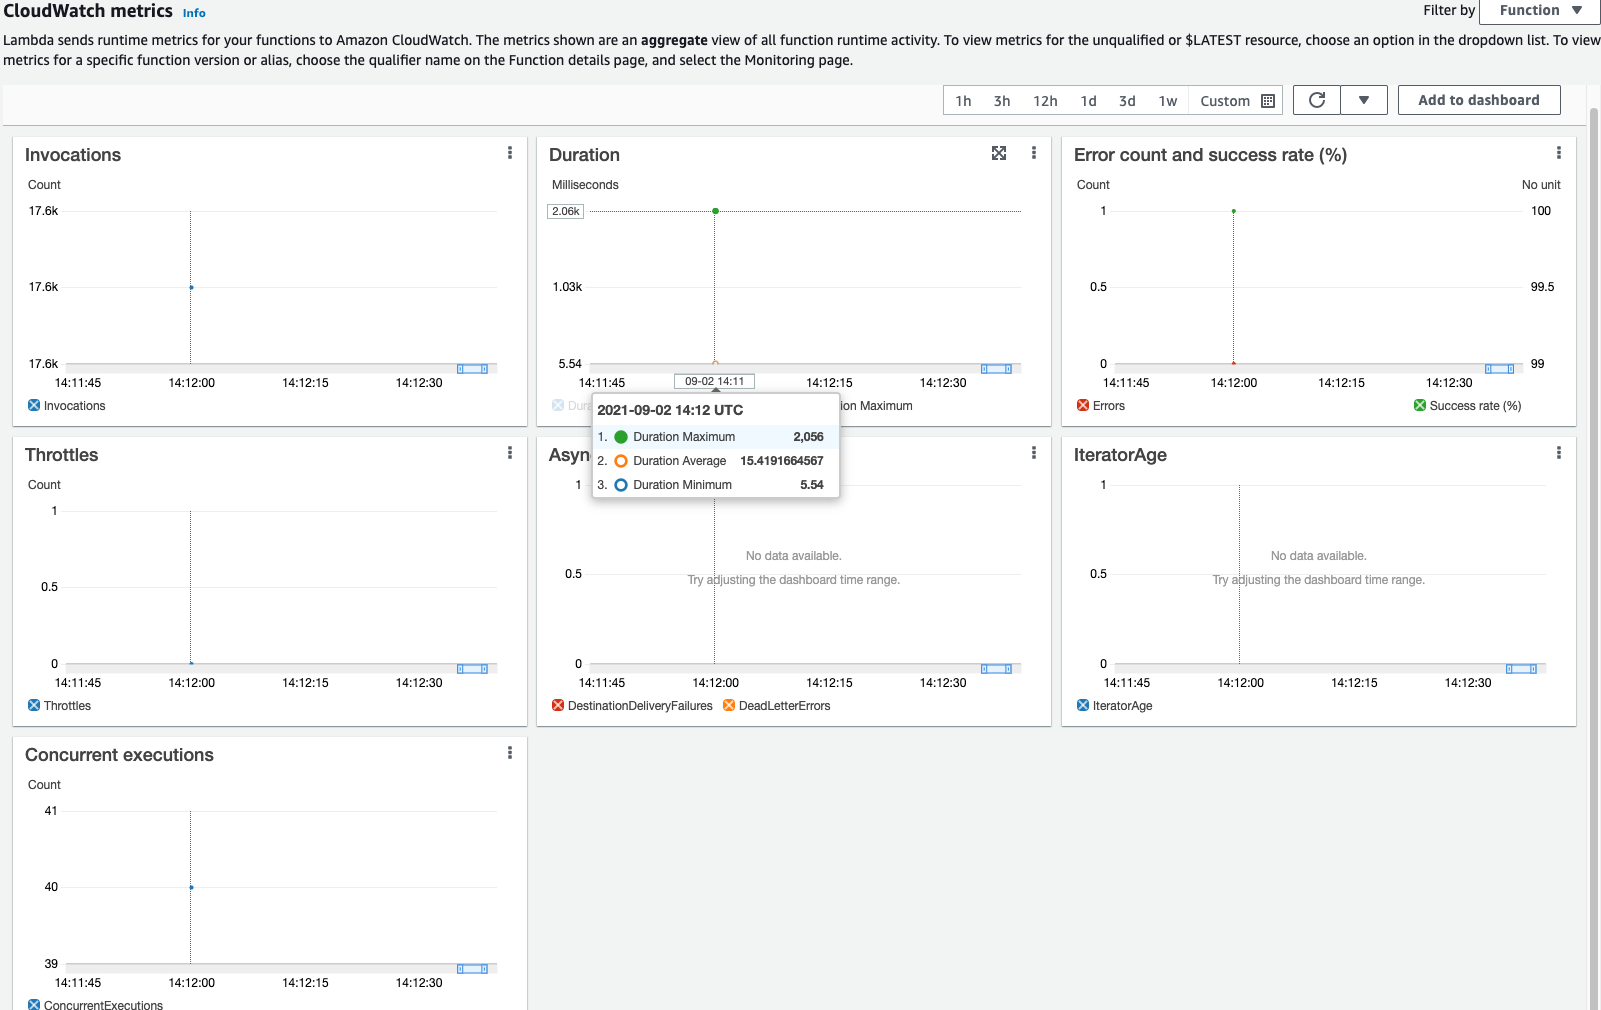 CloudWatch metrics Info
Filter by Function
Lambda sends runtime metrics for your functions to Amazon CloudWatch. The metrics shown are an aggregate view of all function runtime activity. To view metrics for the unqualified or $LATEST resource, choose an option in the dropdown list. To view
metrics for a specific function version or alias, choose the qualifier name on the Function details page, and select the Monitoring page.
1h 3h 12h 1d 3d 1w Custom Add to dashboard
Invocations
Count
17.6k
17.6k
17.6k
14:11:45 14:12:00 14:12:15 14:12:30
Invocations
Duration
Milliseconds
2.06k
1.03k
5.54
14:11:45 14:12:15 14:12:30
09-02 14:11
Dura ion Maximum
2021-09-02 14:12 UTC
1. Duration Maximum 2,056
2. Duration Average 15.4191664567
3. Duration Minimum 5.54
Error count and success rate (%)
Count No unit
1 100
0.5 99.5
0 99
14:11:45 14:12:00 14:12:15 14:12:30
Errors Success rate (%)
Throttles
Count
1
0.5
0
14:11:45 14:12:00 14:12:15 14:12:30
Throttles
Asyn
1
No data available.
0.5
Try adjusting the dashboard time range.
0
14:11:45 14:12:00 14:12:15 14:12:30
DestinationDeliveryFailures DeadLetterErrors
IteratorAge
1
No data available.
0.5
Try adjusting the dashboard time range.
0
14:11:45 14:12:00 14:12:15 14:12:30
IteratorAge
Concurrent executions
Count
41
40
39
14:11:45 14:12:00 14:12:15 14:12:30
ConcurrentExecutions